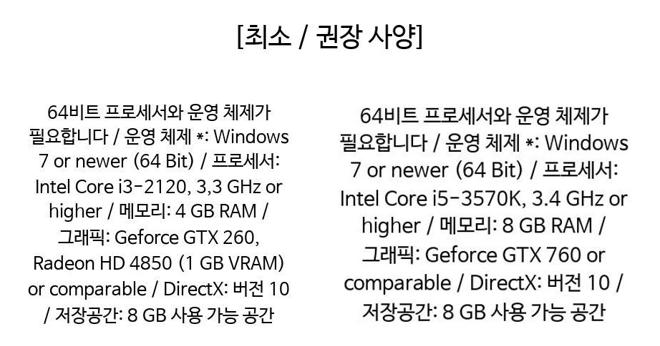 [최소 / 권장 사양]
64비트 프로세서와 운영 체제가
필요합니다 / 운영 체제 *: Windows
7 or newer (64 Bit) / 프로세서:
Intel Core i3-2120, 3,3 GHz or
higher / 메모리: 4 GB RAM /
그래픽: Geforce GTX 260,
Radeon HD 4850 (1 GB VRAM)
or comparable / DirectX: 버전 10
/ 저장공간: 8 GB 사용 가능 공간
64비트 프로세서와 운영 체제가
필요합니다 / 운영 체제 *: Windows
7 or newer (64 Bit) / 프로세서:
Intel Core i5-3570K, 3.4 GHz or
higher / 메모리: 8 GB RAM /
그래픽: Geforce GTX 760 or
comparable / DirectX: 버전 10 /
저장공간: 8 GB 사용 가능 공간